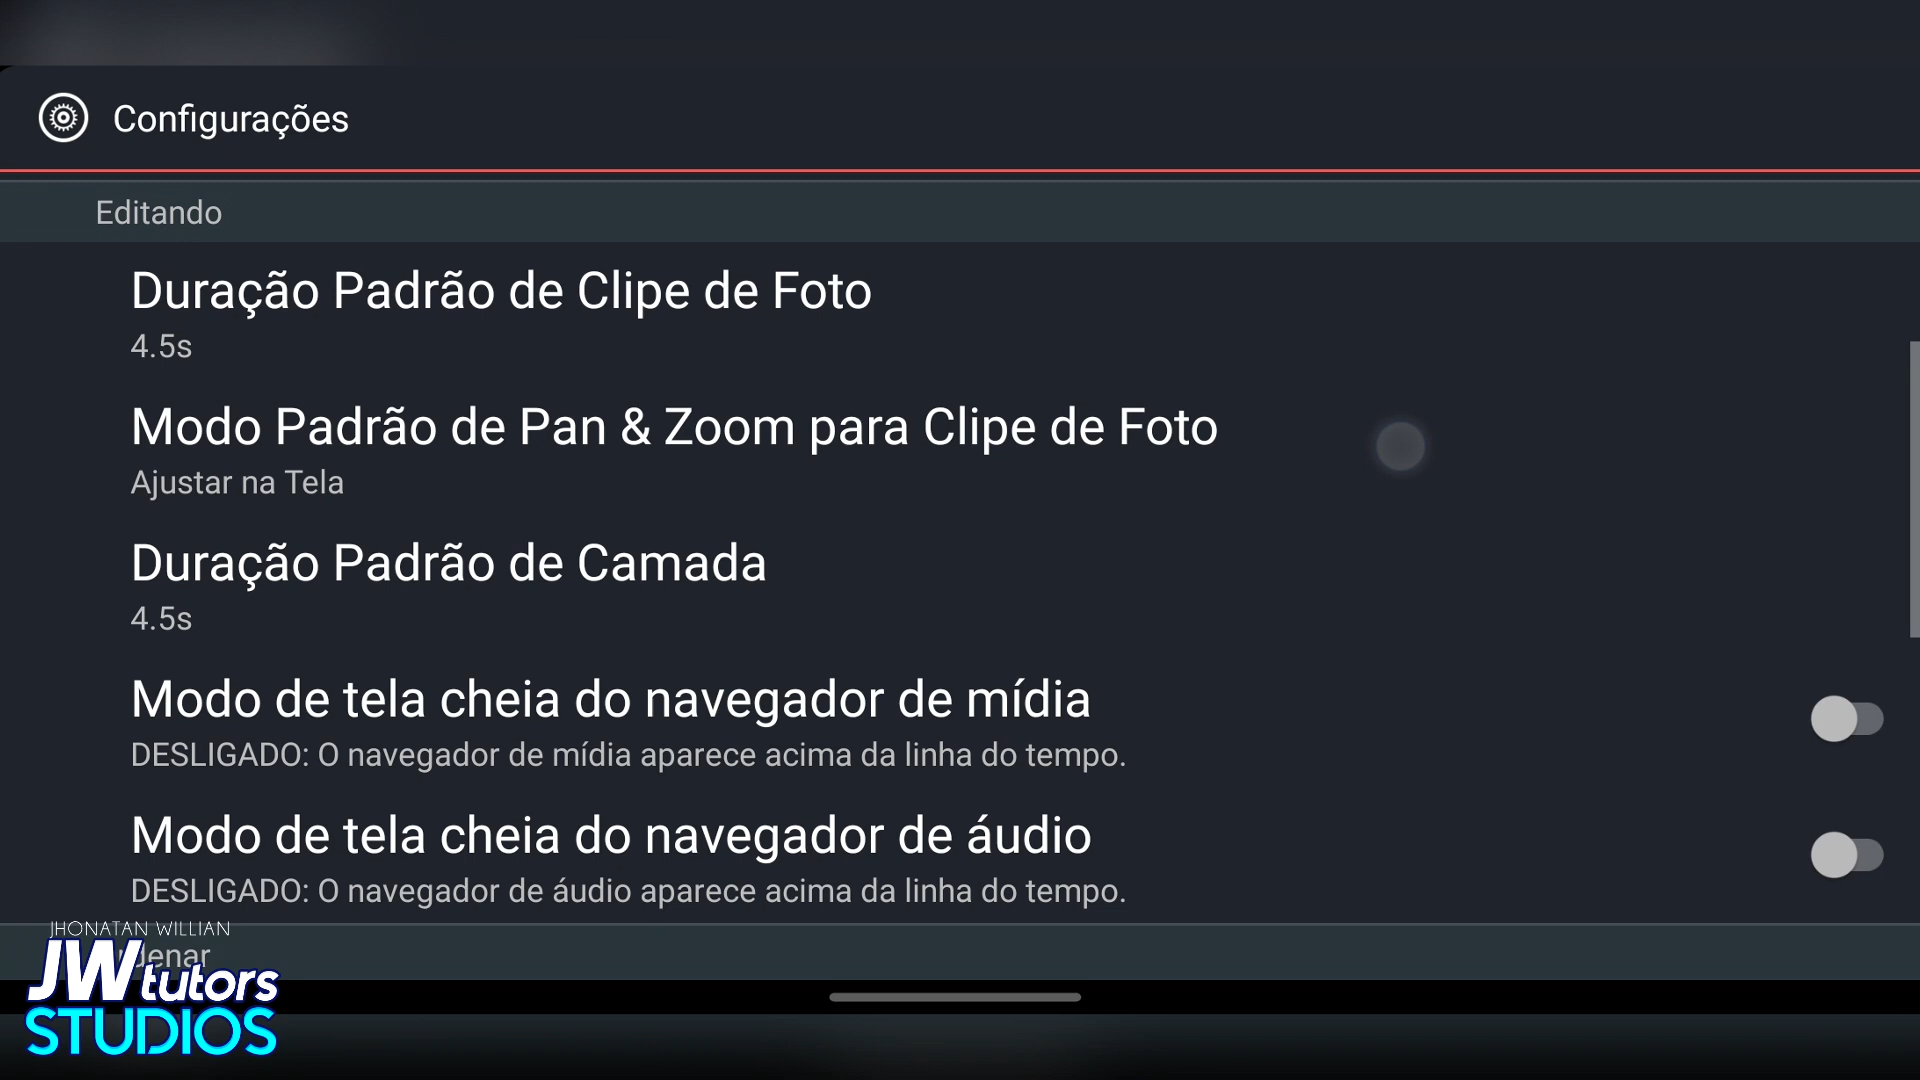 Configurações
Editando
Duração Padrão de Clipe de Foto
4.5s
Modo Padrão de Pan & Zoom para Clipe de Foto
Ajustar na Tela
Duração Padrão de Camada
4.5s
Modo de tela cheia do navegador de mídia
DESLIGADO: O navegador de mídia aparece acima da linha do tempo.
Modo de tela cheia do navegador de áudio
DESLIGADO: O navegador de áudio aparece acima da linha do tempo.
JHONATAN WILLIAN
JWtutors
STUDIOS